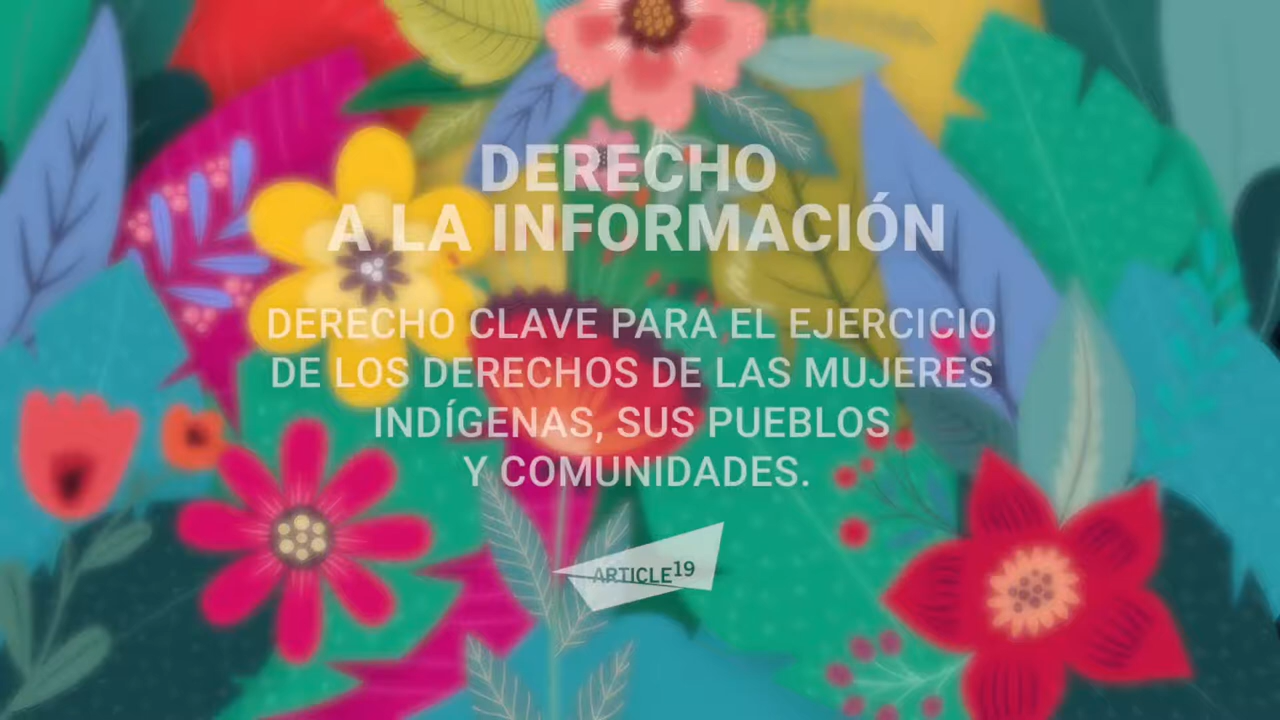 DERECHO
A LA INFORMACIÓN
DERECHO CLAVE PARA EL EJERCICIO
DE LOS DERECHOS DE LAS MUJERES
INDÍGENAS, SUS PUEBLOS
Y COMUNIDADES.
ARTICLE19